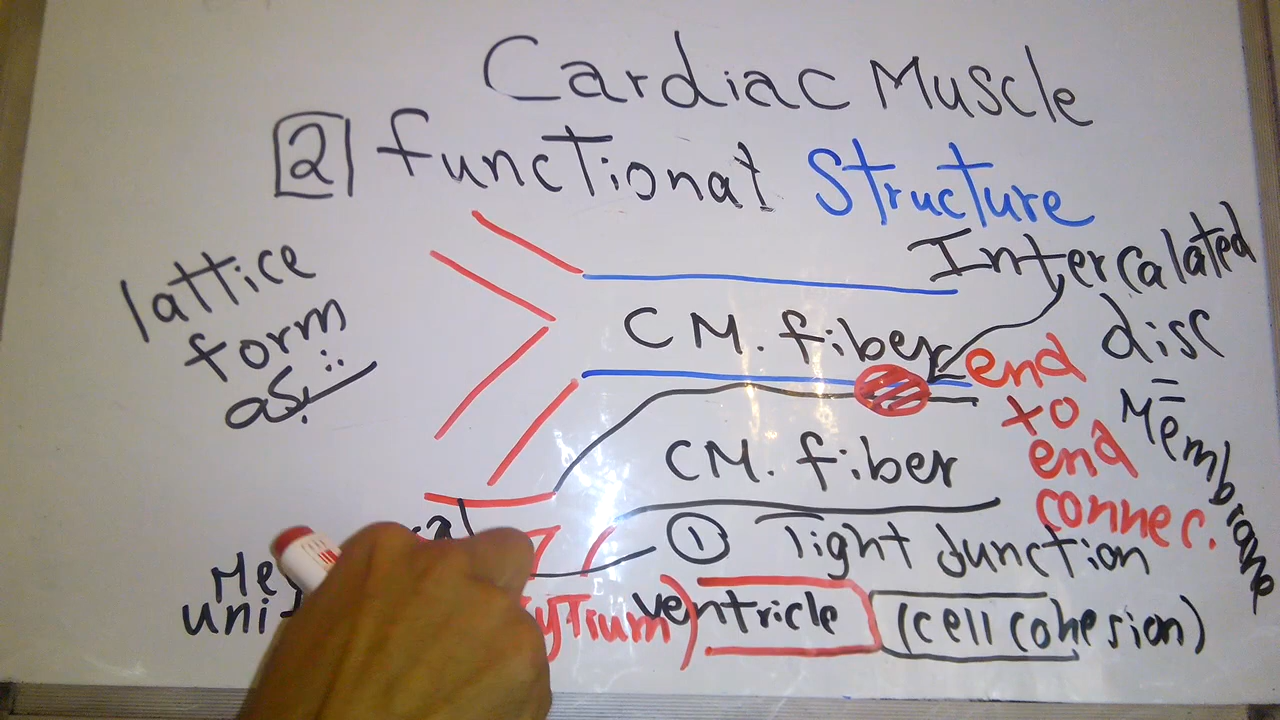 Cardiac Muscle
2 functional Structure
lattice
form
as
Intercalated
disc
Membrane
CM. fiber
end
to
end
connec.
CM. fiber
1 Tight Junction
(cell cohesion)
ventricle